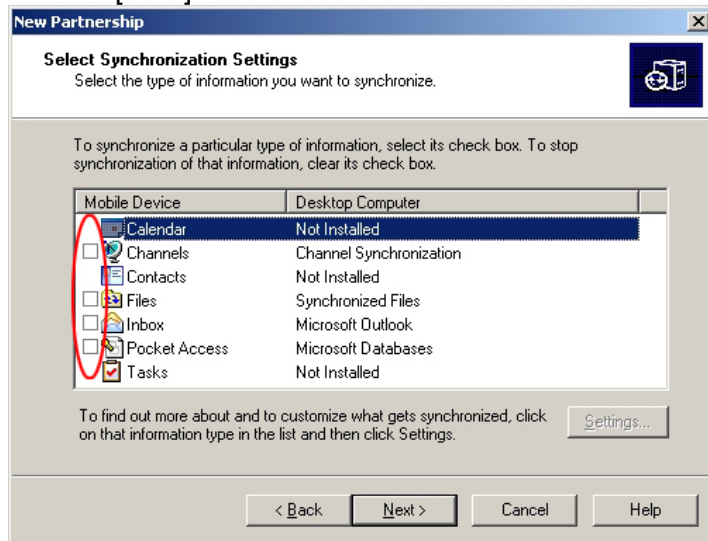 New Partnership
Select Synchronization Settings
Select the type of information you want to synchronize.
To synchronize a particular type of information, select its check box. To stop
synchronization of that information, clear its check box.
Mobile Device Desktop Computer
Calendar Not Installed
Channels Channel Synchronization
Contacts Not Installed
Files Synchronized Files
Inbox Microsoft Outlook
Pocket Access Microsoft Databases
Tasks Not Installed
To find out more about and to customize what gets synchronized, click
on that information type in the list and then click Settings.
Settings...
< Back Next > Cancel Help